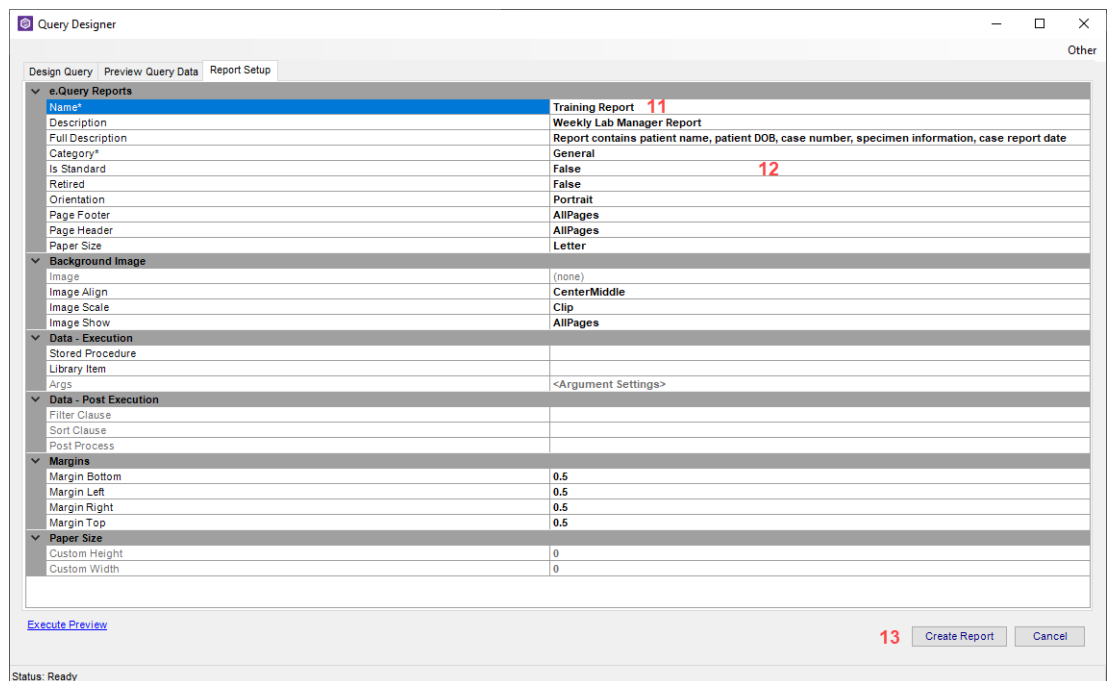 Query Designer
Other
Design Query Preview Query Data Report Setup
e.Query Reports
Name* Training Report 11
Description Weekly Lab Manager Report
Full Description Report contains patient name, patient DOB, case number, specimen information, case report date
Category* General
Is Standard False 12
Retired False
Orientation Portrait
Page Footer AllPages
Page Header AllPages
Paper Size Letter
Background Image
Image (none)
Image Align CenterMiddle
Image Scale Clip
Image Show AllPages
Data - Execution
Stored Procedure
Library Item
Args <Argument Settings>
Data - Post Execution
Filter Clause
Sort Clause
Post Process
Margins
Margin Bottom 0.5
Margin Left 0.5
Margin Right 0.5
Margin Top 0.5
Paper Size
Custom Height 0
Custom Width 0
Execute Preview
13 Create Report Cancel
Status: Ready